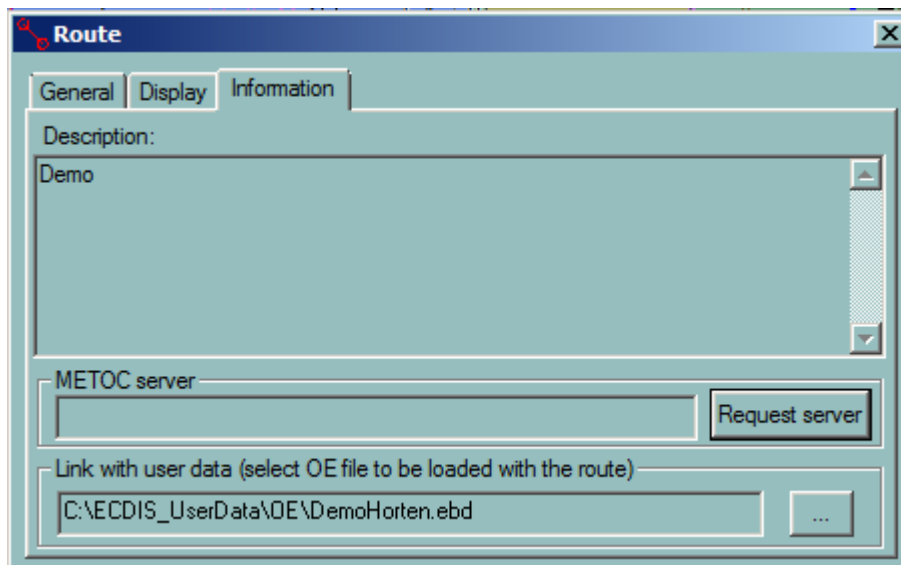 Route
General Display Information
Description:
Demo
METOC server
Request server
Link with user data (select OE file to be loaded with the route)
C:\ECDIS_UserData\OE\DemoHorten.ebd
...